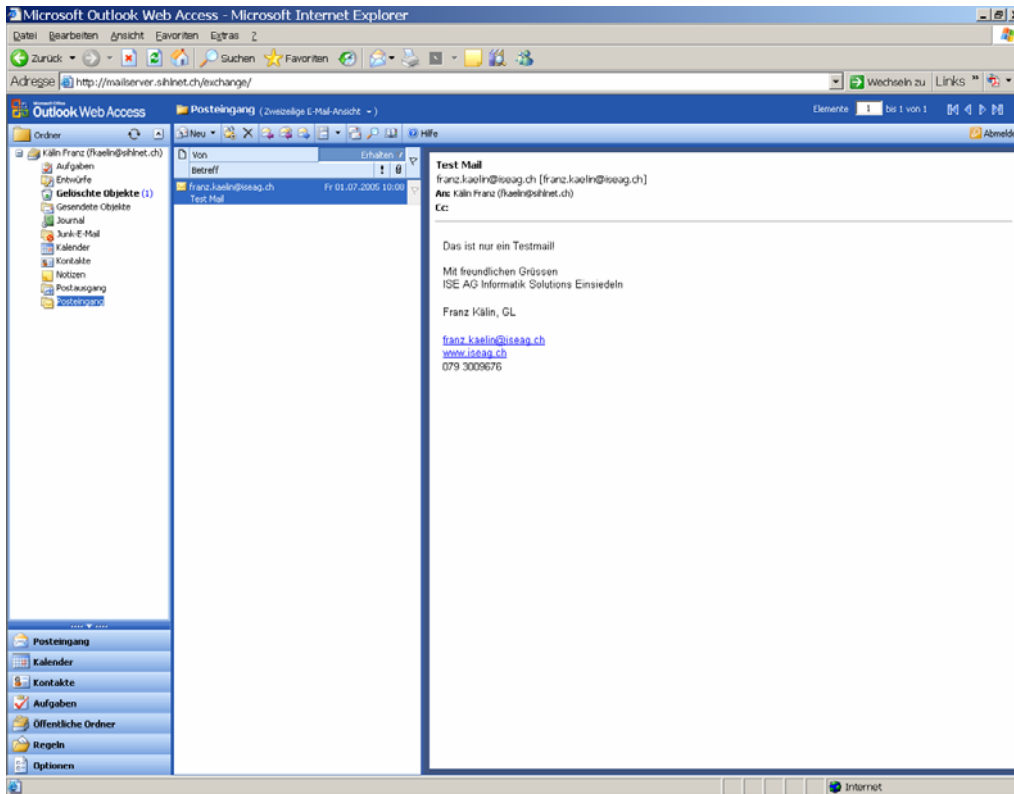 Microsoft Outlook Web Access - Microsoft Internet Explorer
Datei Bearbeiten Ansicht Favoriten Extras ?
Zurück Suchen Favoriten
Adresse http://mailserver.sihlnet.ch/exchange/ Wechseln zu Links »
Outlook Web Access Posteingang (Zweizeilige E-Mail-Ansicht) Elemente 1 bis 1 von 1
Ordner Neu Hilfe Abmelde
Kälin Franz (fkaelin@sihlnet.ch)
Aufgaben
Entwürfe
Gelöschte Objekte (1)
Gesendete Objekte
Journal
Junk-E-Mail
Kalender
Kontakte
Notizen
Postausgang
Posteingang
Von Erhalten
Betreff
franz.kaelin@iseag.ch Fr 01.07.2005 10:08
Test Mail
Test Mail
franz.kaelin@iseag.ch [franz.kaelin@iseag.ch]
An: Kälin Franz (fkaelin@sihlnet.ch)
Cc:
Das ist nur ein Testmail!
Mit freundlichen Grüssen
ISE AG Informatik Solutions Einsiedeln
Franz Kälin, GL
franz.kaelin@iseag.ch
www.iseag.ch
079 3009676
Posteingang
Kalender
Kontakte
Aufgaben
Öffentliche Ordner
Regeln
Optionen
Internet